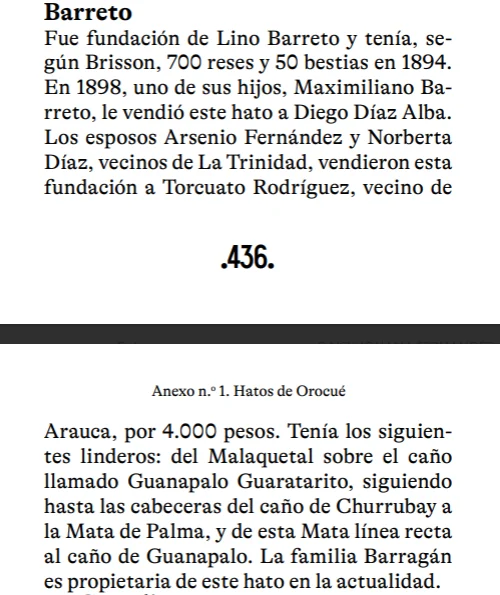 Barreto
Fue fundación de Lino Barreto y tenía, se-
gún Brisson, 700 reses y 50 bestias en 1894.
En 1898, uno de sus hijos, Maximiliano Ba-
rreto, le vendió este hato a Diego Díaz Alba.
Los esposos Arsenio Fernández y Norberta
Díaz, vecinos de La Trinidad, vendieron esta
fundación a Torcuato Rodríguez, vecino de
.436.
Anexo n.º 1. Hatos de Orocué
Arauca, por 4.000 pesos. Tenía los siguien-
tes linderos: del Malaquetal sobre el caño
llamado Guanapalo Guaratarito, siguiendo
hasta las cabeceras del caño de Churrubay a
la Mata de Palma, y de esta Mata línea recta
al caño de Guanapalo. La familia Barragán
es propietaria de este hato en la actualidad.